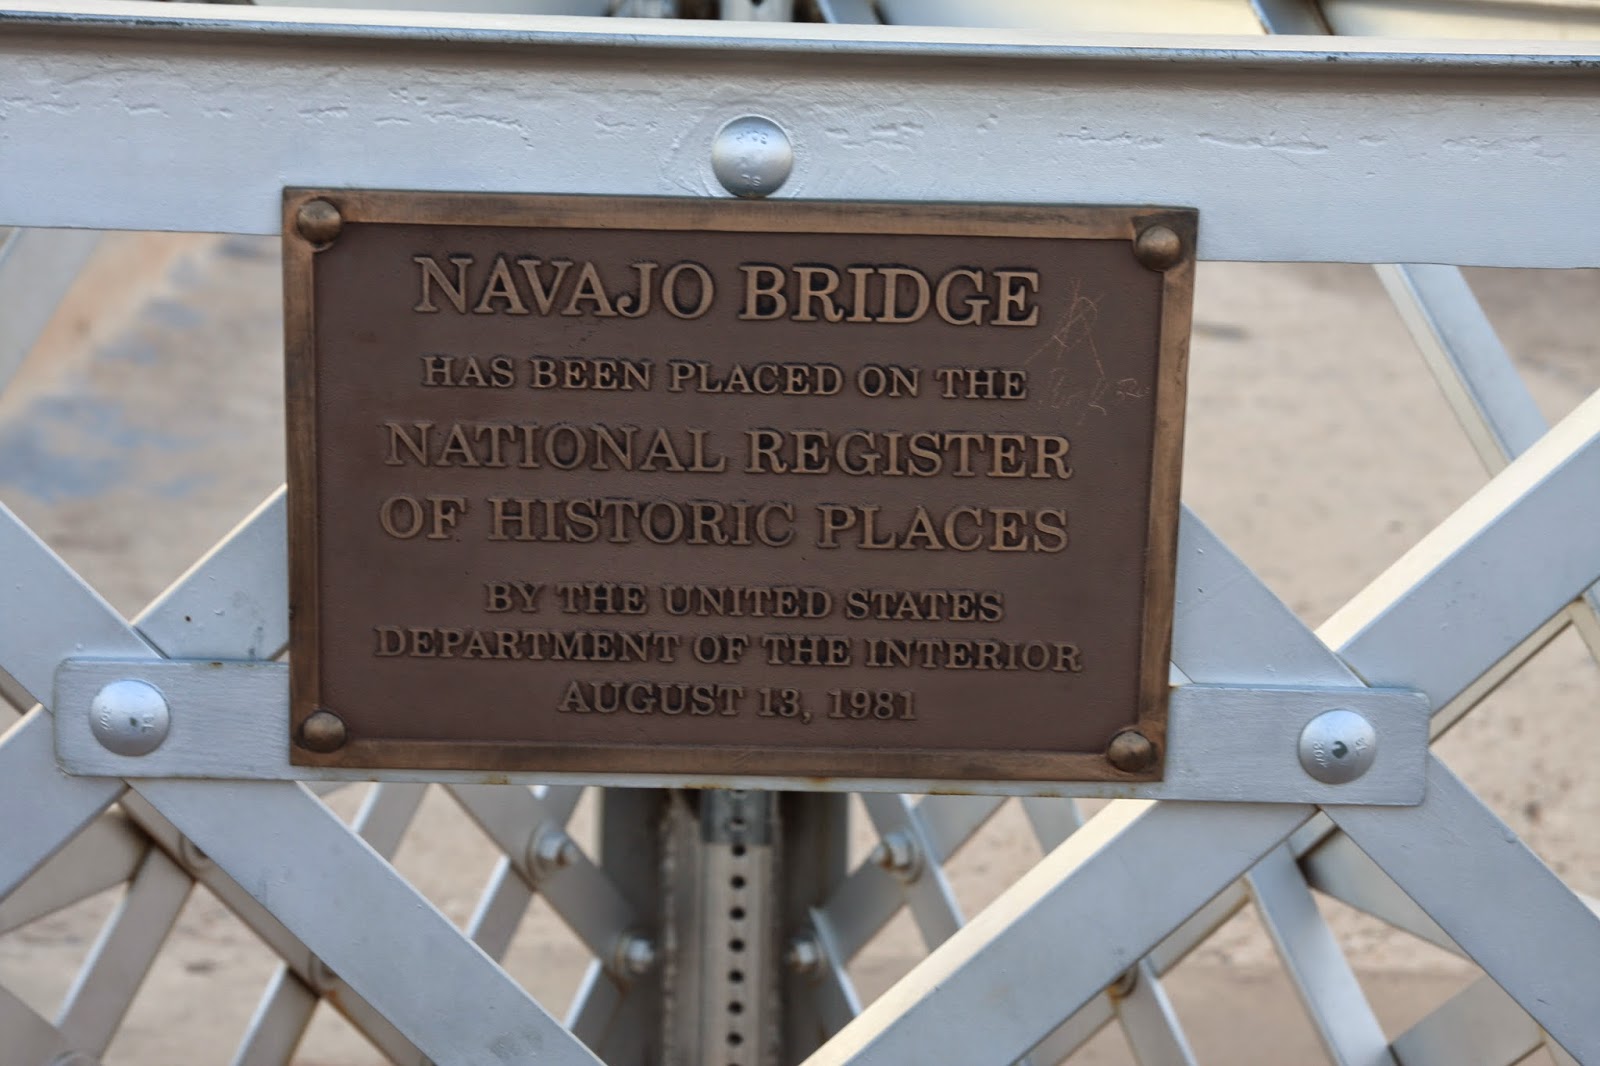 NAVAJO BRIDGE
HAS BEEN PLACED ON THE
NATIONAL REGISTER
OF HISTORIC PLACES
BY THE UNITED STATES
DEPARTMENT OF THE INTERIOR
AUGUST 13, 1981